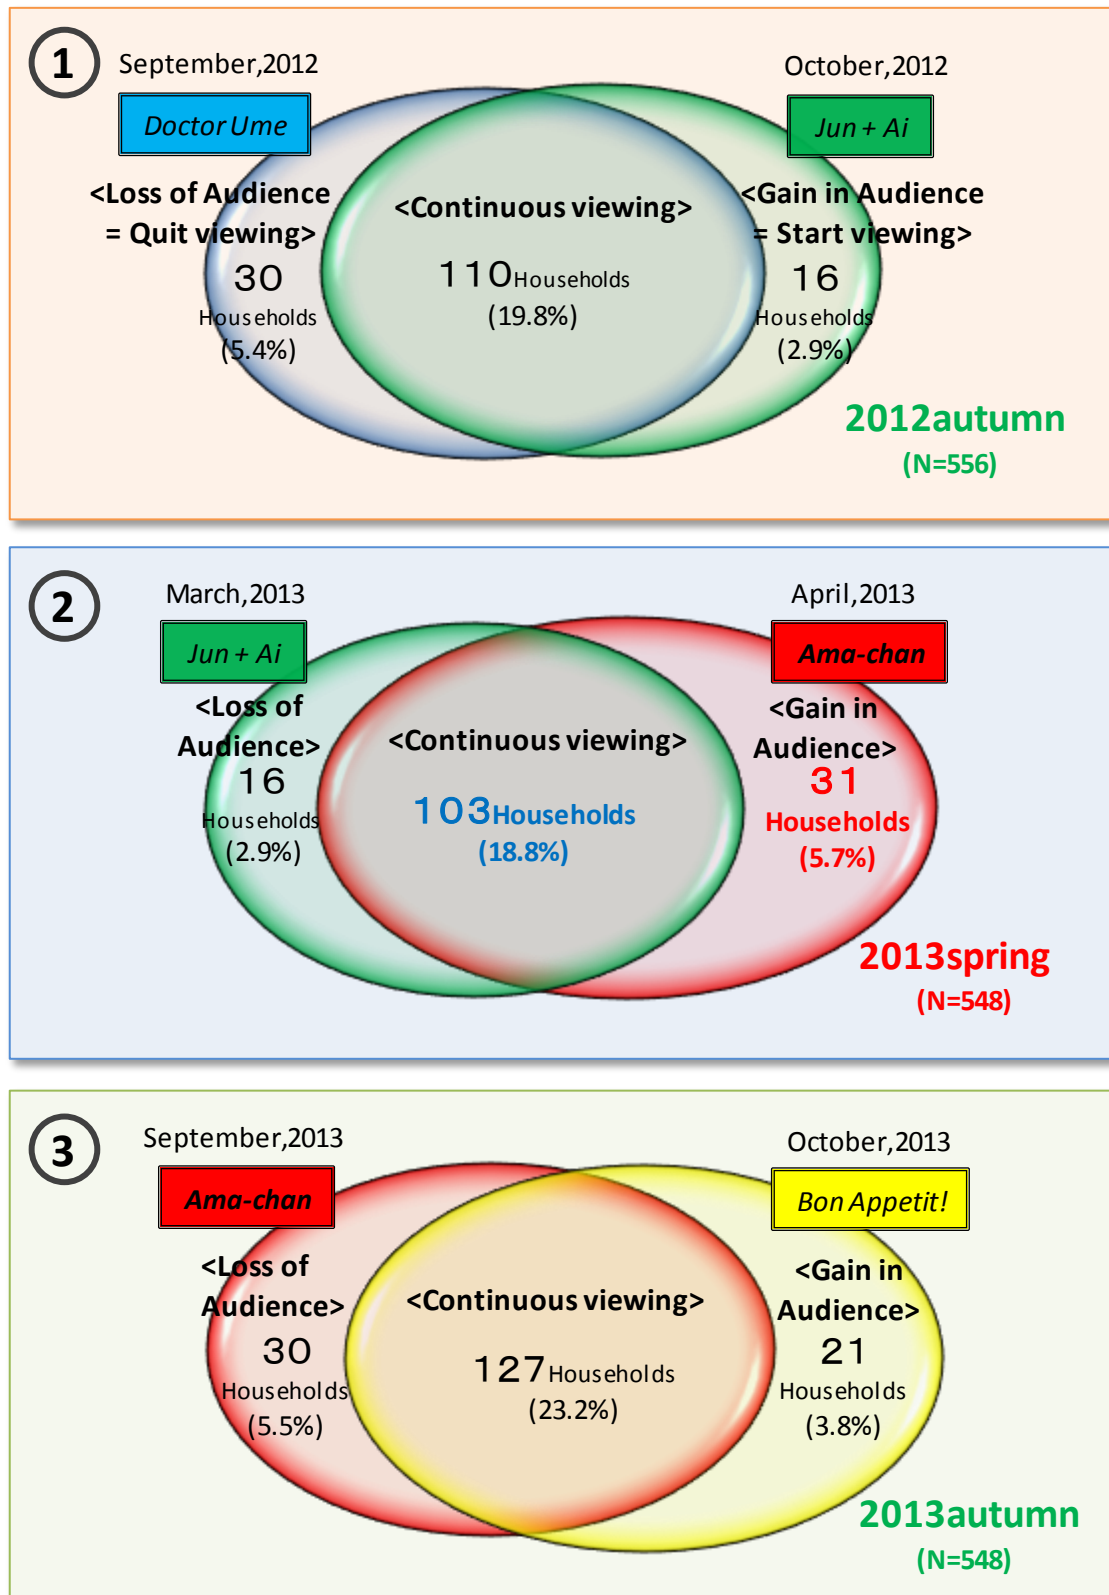 1
September,2012
October,2012
Doctor Ume
Jun + Ai
<Loss of Audience
= Quit viewing>
30
Households
(5.4%)
<Continuous viewing>
110Households
(19.8%)
<Gain in Audience
= Start viewing>
16
Households
(2.9%)
2012autumn
(N=556)
2
March,2013
April,2013
Jun + Ai
Ama-chan
<Loss of
Audience>
16
Households
(2.9%)
<Continuous viewing>
103Households
(18.8%)
<Gain in
Audience>
31
Households
(5.7%)
2013spring
(N=548)
3
September,2013
October,2013
Ama-chan
Bon Appetit!
<Loss of
Audience>
30
Households
(5.5%)
<Continuous viewing>
127Households
(23.2%)
<Gain in
Audience>
21
Households
(3.8%)
2013autumn
(N=548)